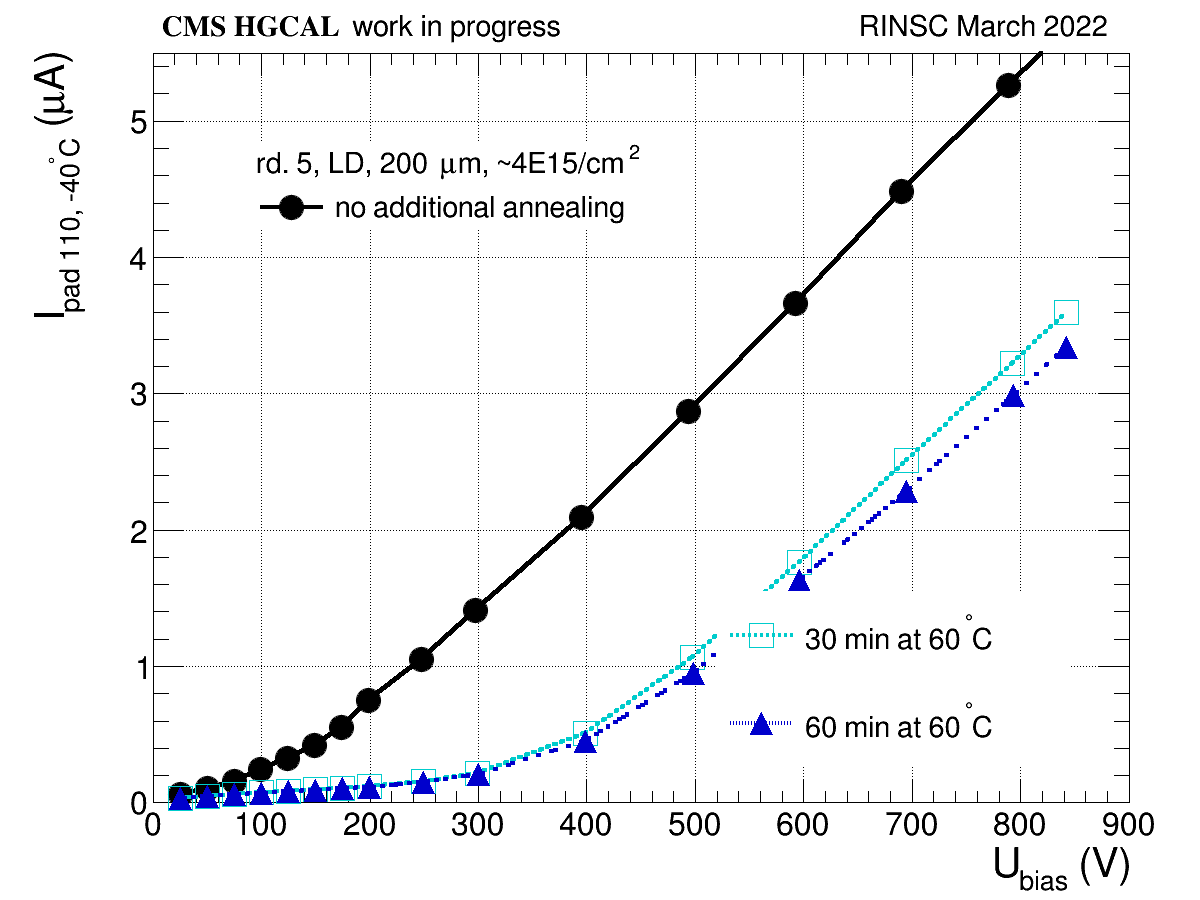 CMS HGCAL work in progress RINSC March 2022
I pad 110, -40°C (μA)
rd. 5, LD, 200 μm, ~4E15/cm²
no additional annealing
5
4
3
2
1
0
30 min at 60°C
60 min at 60°C
0 100 200 300 400 500 600 700 800 900
U bias (V)